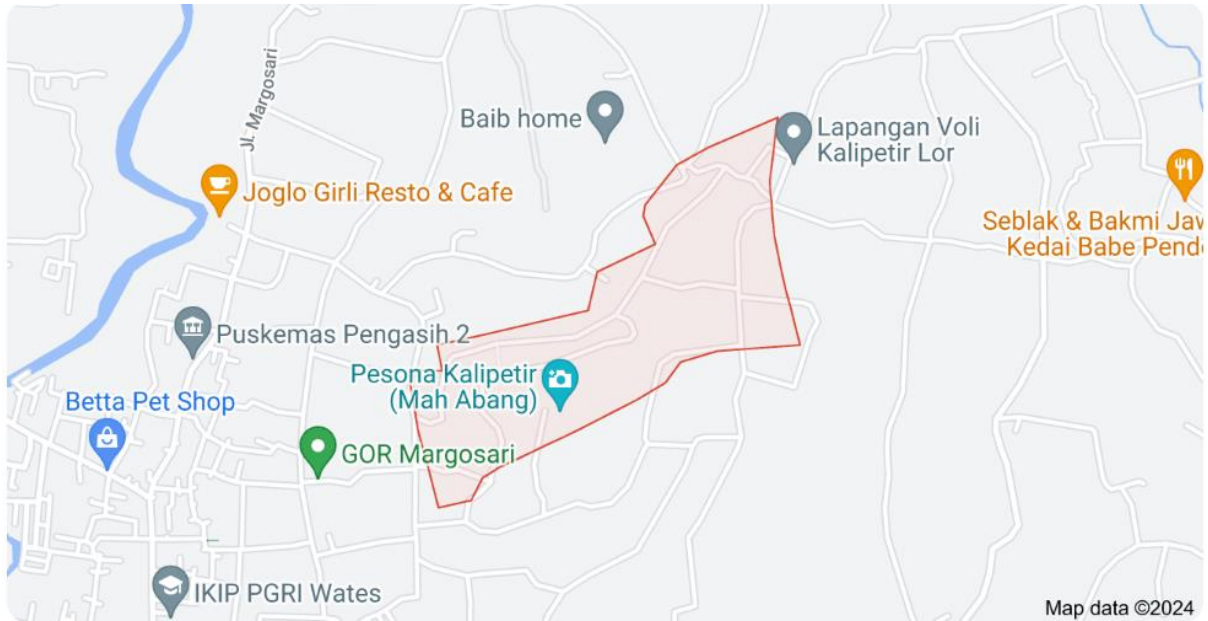 Jl. Margosari
Baib home
Lapangan Voli
Kalipetir Lor
Joglo Girli Resto & Cafe
Seblak & Bakmi Jaw
Kedai Babe Pend
Puskemas Pengasih 2
Pesona Kalipetir
(Mah Abang)
Betta Pet Shop
GOR Margosari
IKIP PGRI Wates
Map data ©2024